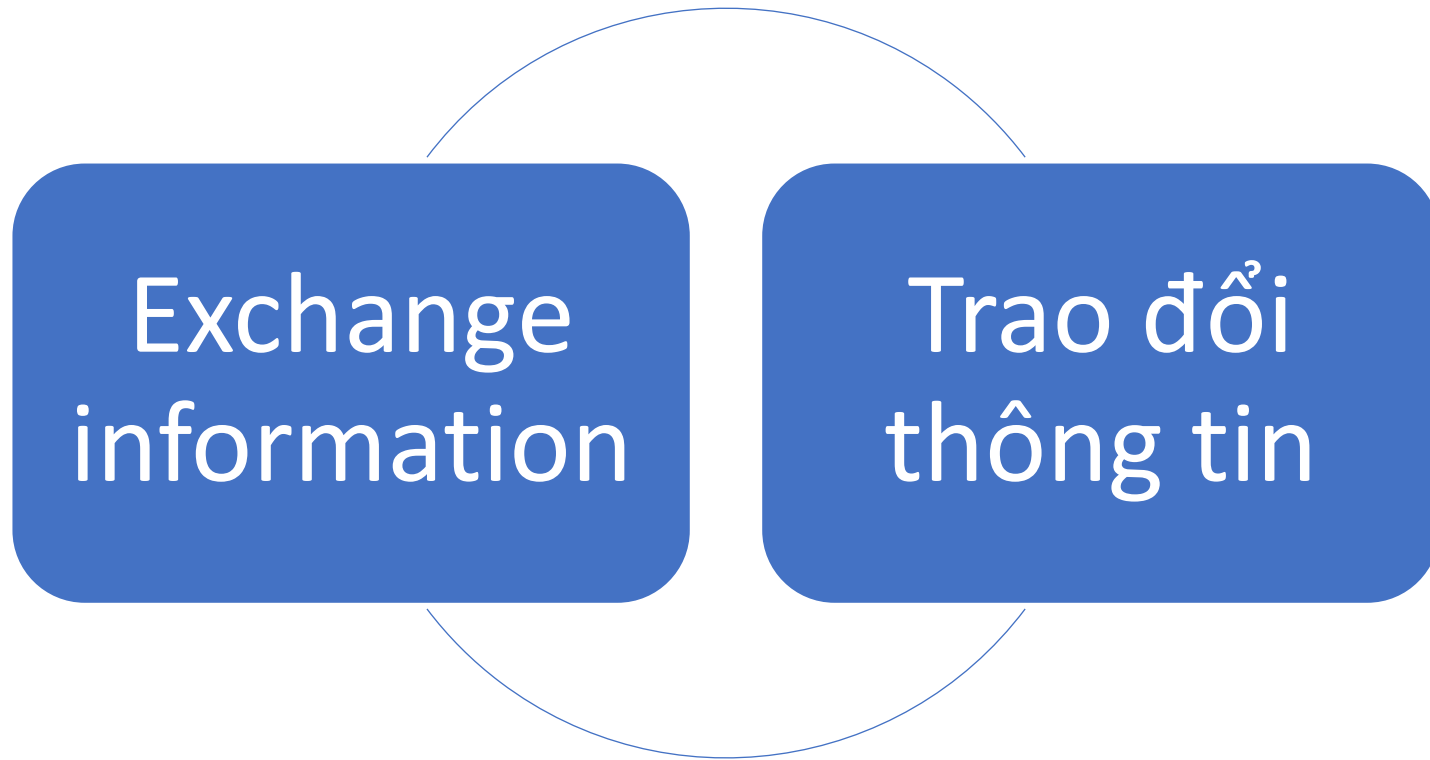 Exchange
information
Trao đổi
thông tin